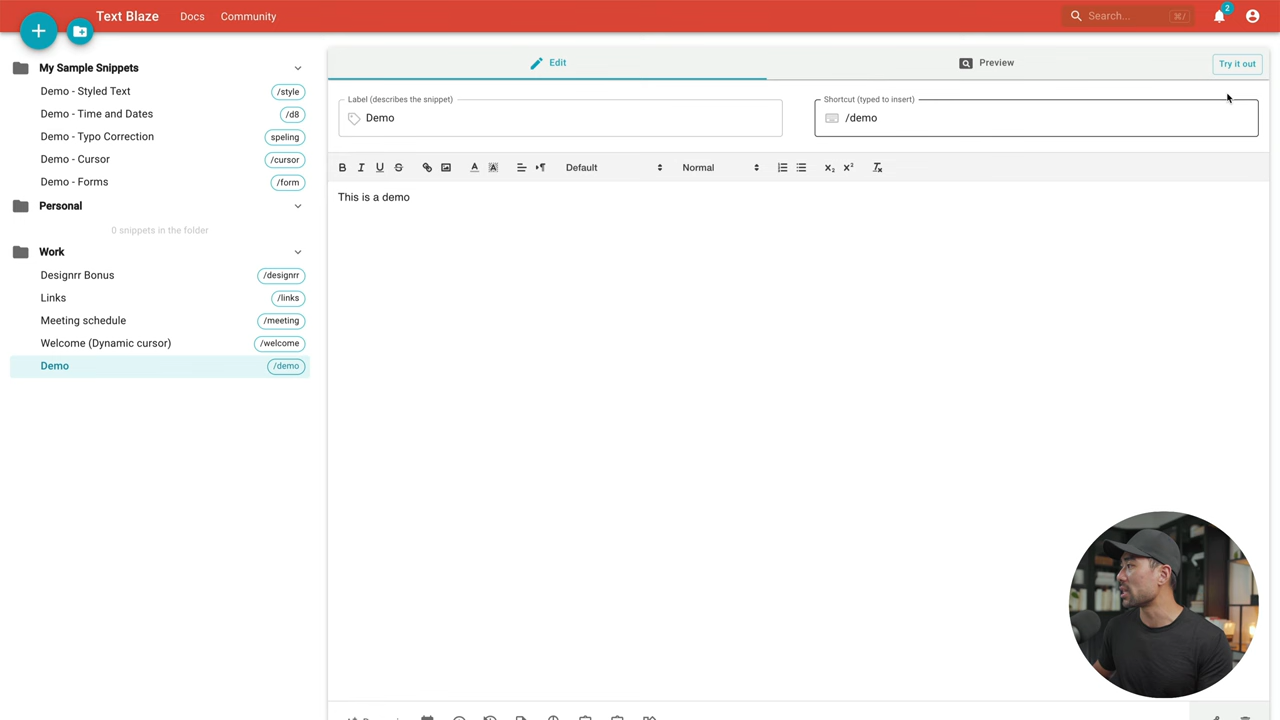 Text Blaze
Docs
Community
Search...
⌘/
2
My Sample Snippets
Demo - Styled Text
/style
Demo - Time and Dates
/d8
Demo - Typo Correction
speling
Demo - Cursor
/cursor
Demo - Forms
/form
Personal
0 snippets in the folder
Work
Designrr Bonus
/designrr
Links
/links
Meeting schedule
/meeting
Welcome (Dynamic cursor)
/welcome
Demo
/demo
Edit
Preview
Try it out
Label (describes the snippet)
Demo
Shortcut (typed to insert)
/demo
Default
Normal
This is a demo